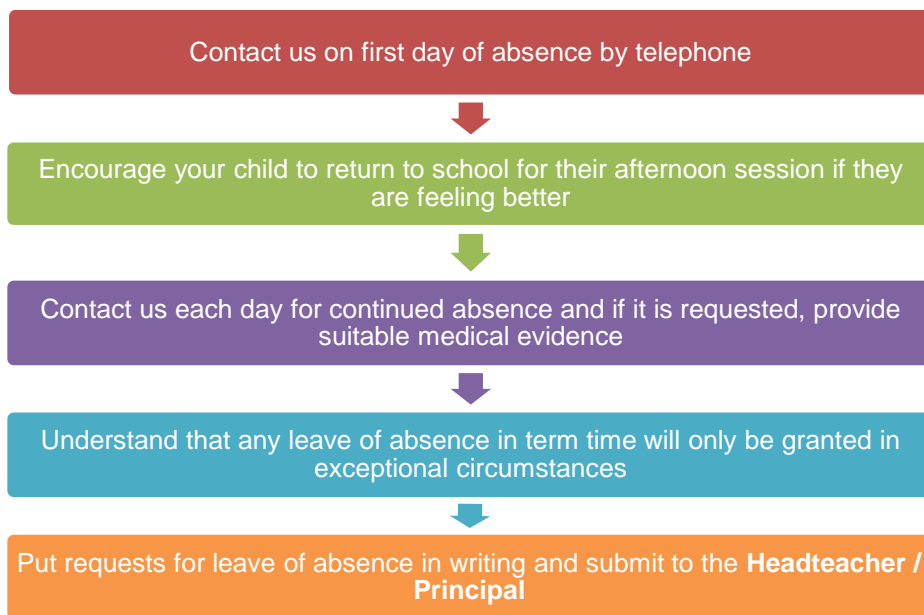 Contact us on first day of absence by telephone
Encourage your child to return to school for their afternoon session if they
are feeling better
Contact us each day for continued absence and if it is requested, provide
suitable medical evidence
Understand that any leave of absence in term time will only be granted in
exceptional circumstances
Put requests for leave of absence in writing and submit to the Headteacher /
Principal